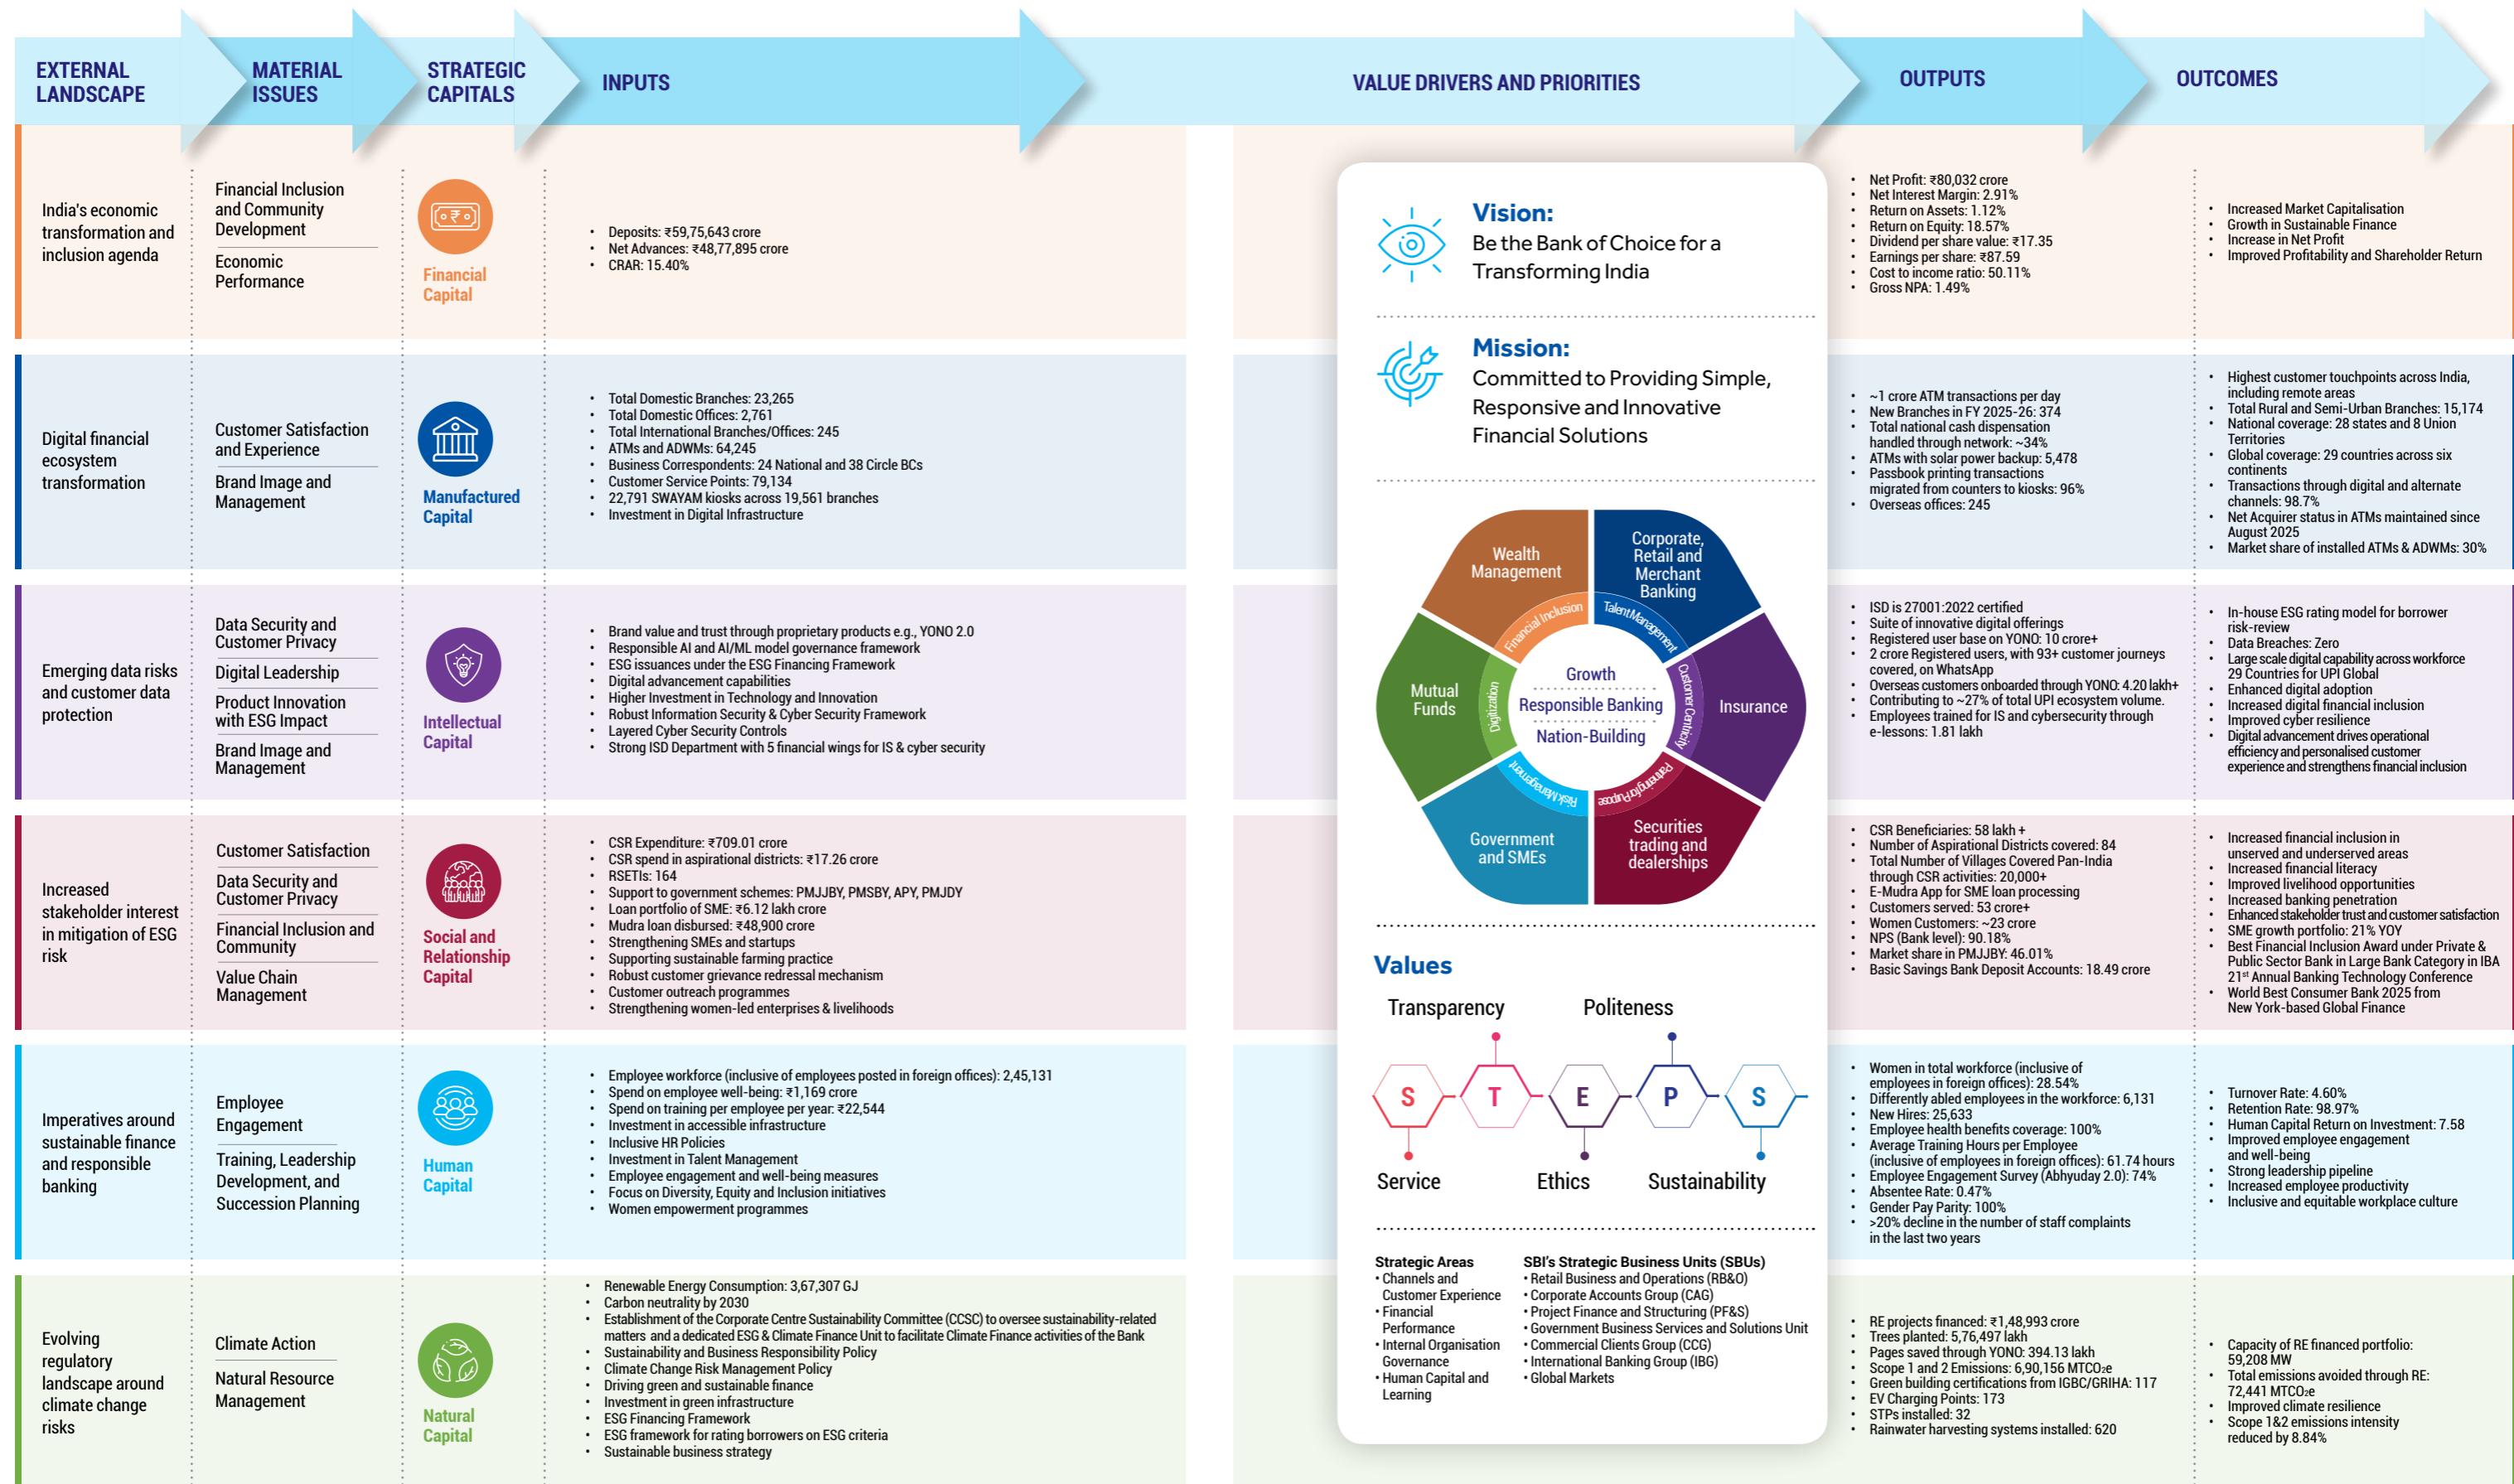 EXTERNAL
LANDSCAPE
MATERIAL
ISSUES
STRATEGIC
CAPITALS
INPUTS
VALUE DRIVERS AND PRIORITIES
OUTPUTS
OUTCOMES
India's economic
transformation and
inclusion agenda
Financial Inclusion
and Community
Development
Economic
Performance
Financial
Capital
• Deposits: ₹59,75,643 crore
• Net Advances: ₹48,77,895 crore
• CRAR: 15.40%
• Net Profit: ₹80,032 crore
• Net Interest Margin: 2.91%
• Return on Assets: 1.12%
• Return on Equity: 18.57%
• Dividend per share value: ₹17.35
• Earnings per share: ₹87.59
• Cost to income ratio: 50.11%
• Gross NPA: 1.49%
• Increased Market Capitalisation
• Growth in Sustainable Finance
• Increase in Net Profit
• Improved Profitability and Shareholder Return
Digital financial
ecosystem
transformation
Customer Satisfaction
and Experience
Brand Image and
Management
Manufactured
Capital
• Total Domestic Branches: 23,265
• Total Domestic Offices: 2,761
• Total International Branches/Offices: 245
• ATMs and ADWMs: 64,245
• Business Correspondents: 24 National and 38 Circle BCs
• Customer Service Points: 79,134
• 22,791 SWAYAM kiosks across 19,561 branches
• Investment in Digital Infrastructure
• ~1 crore ATM transactions per day
• New Branches in FY 2025-26: 374
• Total national cash dispensation
handled through network: ~34%
• ATMs with solar power backup: 5,478
• Passbook printing transactions
migrated from counters to kiosks: 96%
• Overseas offices: 245
• Highest customer touchpoints across India,
including remote areas
• Total Rural and Semi-Urban Branches: 15,174
• National coverage: 28 states and 8 Union
Territories
• Global coverage: 29 countries across six
continents
• Transactions through digital and alternate
channels: 98.7%
• Net Acquirer status in ATMs maintained since
August 2025
• Market share of installed ATMs & ADWMs: 30%
Emerging data risks
and customer data
protection
Data Security and
Customer Privacy
Digital Leadership
Product Innovation
with ESG Impact
Brand Image and
Management
Intellectual
Capital
• Brand value and trust through proprietary products e.g., YONO 2.0
• Responsible AI and AI/ML model governance framework
• ESG issuances under the ESG Financing Framework
• Digital advancement capabilities
• Higher Investment in Technology and Innovation
• Robust Information Security & Cyber Security Framework
• Layered Cyber Security Controls
• Strong ISD Department with 5 financial wings for IS & cyber security
• ISD is 27001:2022 certified
• Suite of innovative digital offerings
• Registered user base on YONO: 10 crore+
• 2 crore Registered users, with 93+ customer journeys
covered, on WhatsApp
• Overseas customers onboarded through YONO: 4.20 lakh+
• Contributing to ~27% of total UPI ecosystem volume.
• Employees trained for IS and cybersecurity through
e-lessons: 1.81 lakh
• In-house ESG rating model for borrower
risk-review
• Data Breaches: Zero
• Large scale digital capability across workforce
29 Countries for UPI Global
• Enhanced digital adoption
• Increased digital financial inclusion
• Improved cyber resilience
• Digital advancement drives operational
efficiency and personalised customer
experience and strengthens financial inclusion
Increased
stakeholder interest
in mitigation of ESG
risk
Customer Satisfaction
Data Security and
Customer Privacy
Financial Inclusion and
Community
Value Chain
Management
Social and
Relationship
Capital
• CSR Expenditure: ₹709.01 crore
• CSR spend in aspirational districts: ₹17.26 crore
• RSETIs: 164
• Support to government schemes: PMJJBY, PMSBY, APY, PMJDY
• Loan portfolio of SME: ₹6.12 lakh crore
• Mudra loan disbursed: ₹48,900 crore
• Strengthening SMEs and startups
• Supporting sustainable farming practice
• Robust customer grievance redressal mechanism
• Customer outreach programmes
• Strengthening women-led enterprises & livelihoods
• CSR Beneficiaries: 58 lakh +
• Number of Aspirational Districts covered: 84
• Total Number of Villages Covered Pan-India
through CSR activities: 20,000+
• E-Mudra App for SME loan processing
• Customers served: 53 crore+
• Women Customers: ~23 crore
• NPS (Bank level): 90.18%
• Market share in PMJJBY: 46.01%
• Basic Savings Bank Deposit Accounts: 18.49 crore
• Increased financial inclusion in
unserved and underserved areas
• Increased financial literacy
• Improved livelihood opportunities
• Increased banking penetration
• Enhanced stakeholder trust and customer satisfaction
• SME growth portfolio: 21% YOY
• Best Financial Inclusion Award under Private &
Public Sector Bank in Large Bank Category in IBA
21st Annual Banking Technology Conference
• World Best Consumer Bank 2025 from
New York-based Global Finance
Imperatives around
sustainable finance
and responsible
banking
Employee
Engagement
Training, Leadership
Development, and
Succession Planning
Human
Capital
• Employee workforce (inclusive of employees posted in foreign offices): 2,45,131
• Spend on employee well-being: ₹1,169 crore
• Spend on training per employee per year: ₹22,544
• Investment in accessible infrastructure
• Inclusive HR Policies
• Investment in Talent Management
• Employee engagement and well-being measures
• Focus on Diversity, Equity and Inclusion initiatives
• Women empowerment programmes
• Women in total workforce (inclusive of
employees in foreign offices): 28.54%
• Differently abled employees in the workforce: 6,131
• New Hires: 25,633
• Employee health benefits coverage: 100%
• Average Training Hours per Employee
(inclusive of employees in foreign offices): 61.74 hours
• Employee Engagement Survey (Abhyuday 2.0): 74%
• Absentee Rate: 0.47%
• Gender Pay Parity: 100%
• >20% decline in the number of staff complaints
in the last two years
• Turnover Rate: 4.60%
• Retention Rate: 98.97%
• Human Capital Return on Investment: 7.58
• Improved employee engagement
and well-being
• Strong leadership pipeline
• Increased employee productivity
• Inclusive and equitable workplace culture
Evolving
regulatory
landscape around
climate change
risks
Climate Action
Natural Resource
Management
Natural
Capital
• Renewable Energy Consumption: 3,67,307 GJ
• Carbon neutrality by 2030
• Establishment of the Corporate Centre Sustainability Committee (CCSC) to oversee sustainability-related
matters and a dedicated ESG & Climate Finance Unit to facilitate Climate Finance activities of the Bank
• Sustainability and Business Responsibility Policy
• Climate Change Risk Management Policy
• Driving green and sustainable finance
• Investment in green infrastructure
• ESG Financing Framework
• ESG framework for rating borrowers on ESG criteria
• Sustainable business strategy
• RE projects financed: ₹1,48,993 crore
• Trees planted: 5,76,497 lakh
• Pages saved through YONO: 394.13 lakh
• Scope 1 and 2 Emissions: 6,90,156 MTCO₂e
• Green building certifications from IGBC/GRIHA: 117
• EV Charging Points: 173
• STPs installed: 32
• Rainwater harvesting systems installed: 620
• Capacity of RE financed portfolio:
59,208 MW
• Total emissions avoided through RE:
72,441 MTCO₂e
• Improved climate resilience
• Scope 1&2 emissions intensity
reduced by 8.84%
Vision:
Be the Bank of Choice for a
Transforming India
Mission:
Committed to Providing Simple,
Responsive and Innovative
Financial Solutions
Wealth
Management
Corporate,
Retail and
Merchant
Banking
Insurance
Securities
trading and
dealerships
Government
and SMEs
Mutual
Funds
Financial Inclusion
Talent Management
Customer Centricity
Partnering for Purpose
Risk Management
Digitization
Growth
Responsible Banking
Nation-Building
Values
Transparency
Politeness
S
T
E
P
S
Service
Ethics
Sustainability
Strategic Areas
• Channels and
Customer Experience
• Financial
Performance
• Internal Organisation
Governance
• Human Capital and
Learning
SBI's Strategic Business Units (SBUs)
• Retail Business and Operations (RB&O)
• Corporate Accounts Group (CAG)
• Project Finance and Structuring (PF&S)
• Government Business Services and Solutions Unit
• Commercial Clients Group (CCG)
• International Banking Group (IBG)
• Global Markets